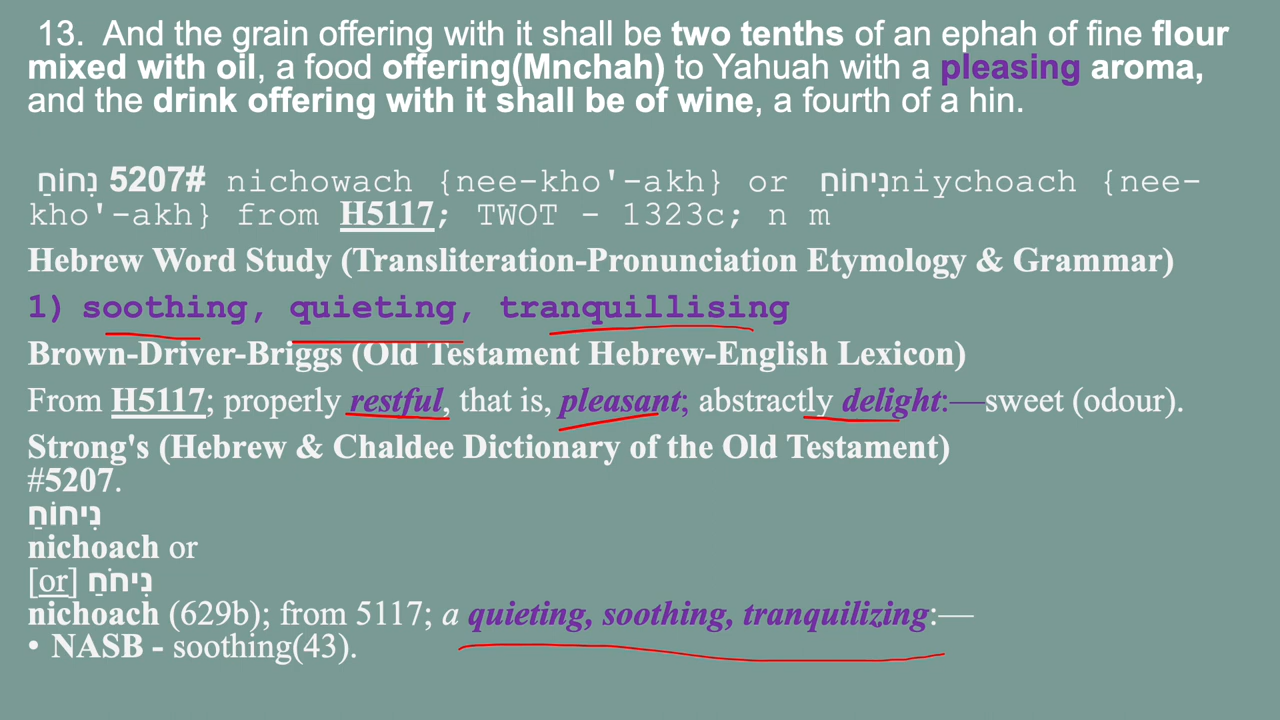 13. And the grain offering with it shall be two tenths of an ephah of fine flour
mixed with oil, a food offering(Mnchah) to Yahuah with a pleasing aroma,
and the drink offering with it shall be of wine, a fourth of a hin.
נִחוֹחַ 5207# nichowach {nee-kho'-akh} or נִיחוֹחַniychoach {nee-
kho'-akh} from H5117; TWOT - 1323c; n m
Hebrew Word Study (Transliteration-Pronunciation Etymology & Grammar)
1) soothing, quieting, tranquillising
Brown-Driver-Briggs (Old Testament Hebrew-English Lexicon)
From H5117; properly restful, that is, pleasant; abstractly delight:—sweet (odour).
Strong's (Hebrew & Chaldee Dictionary of the Old Testament)
#5207.
נִיחוֹחַ
nichoach or
[or] נִיחֹחַ
nichoach (629b); from 5117; a quieting, soothing, tranquilizing:—
• NASB - soothing(43).